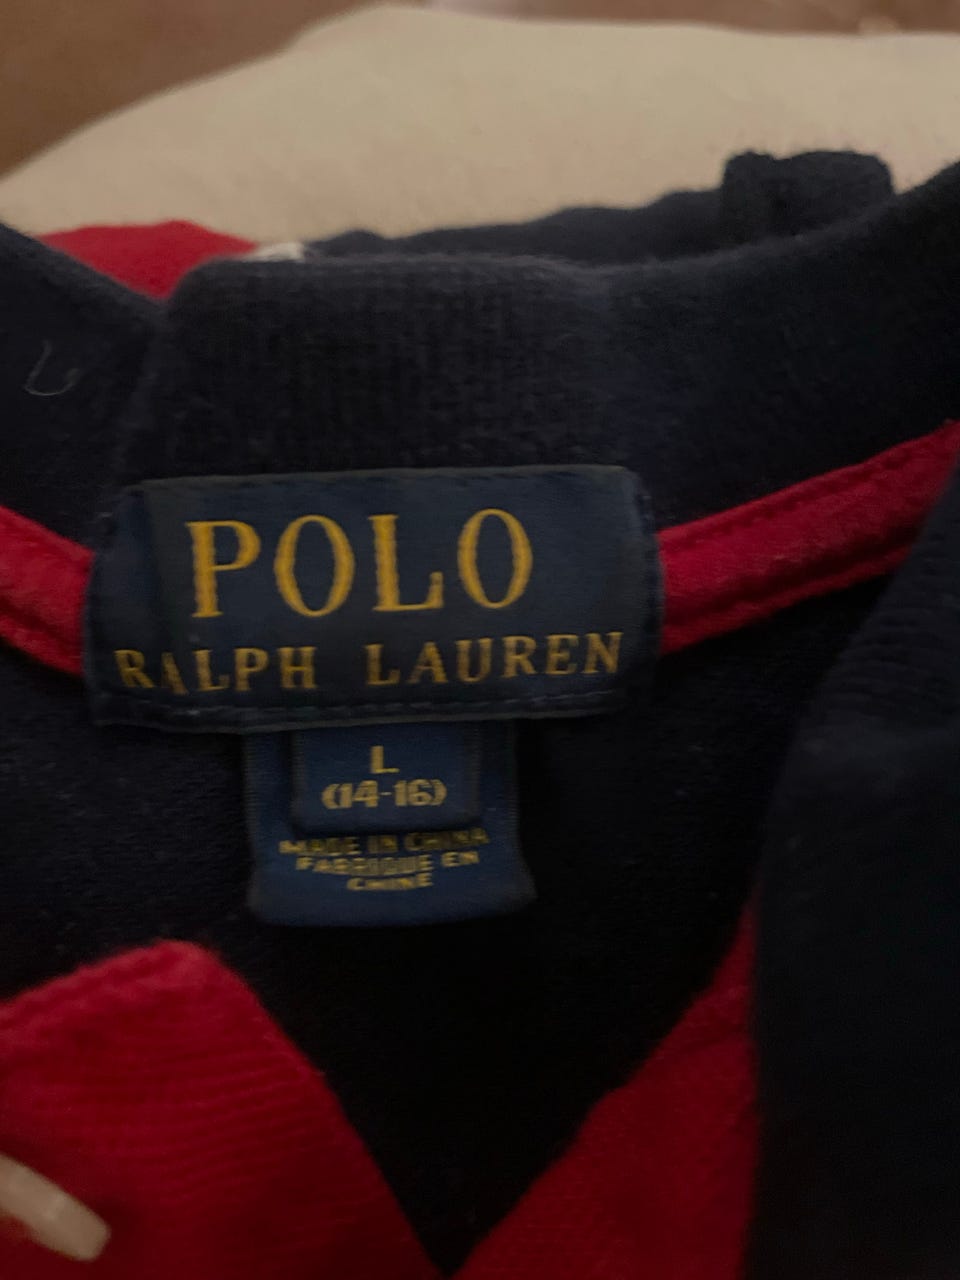 POLO
RALPH LAUREN
L
(14-16)
MADE IN CHINA
FABRIQUE EN
CHINE